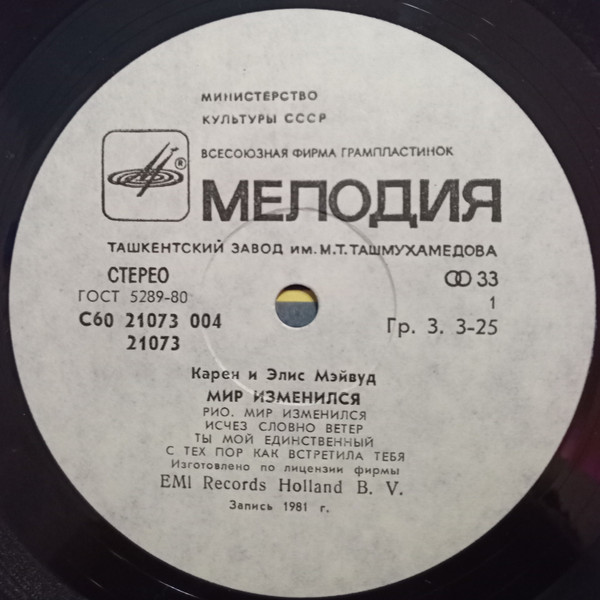 МИНИСТЕРСТВО
КУЛЬТУРЫ СССР
ВСЕСОЮЗНАЯ ФИРМА ГРАМПЛАСТИНОК
®
МЕЛОДИЯ
ТАШКЕНТСКИЙ ЗАВОД ИМ. М.Т. ТАШМУХАМЕДОВА
СТЕРЕО
ГОСТ 5289-80
С60 21073 004
21073
33
1
Гр. 3. 3-25
Карен и Элис Мэйвуд
МИР ИЗМЕНИЛСЯ
РИО. МИР ИЗМЕНИЛСЯ
ИСЧЕЗ СЛОВНО ВЕТЕР
ТЫ МОЙ ЕДИНСТВЕННЫЙ
С ТЕХ ПОР КАК ВСТРЕТИЛА ТЕБЯ
Изготовлено по лицензии фирмы
EMI Records Holland B. V.
Запись 1981 г.